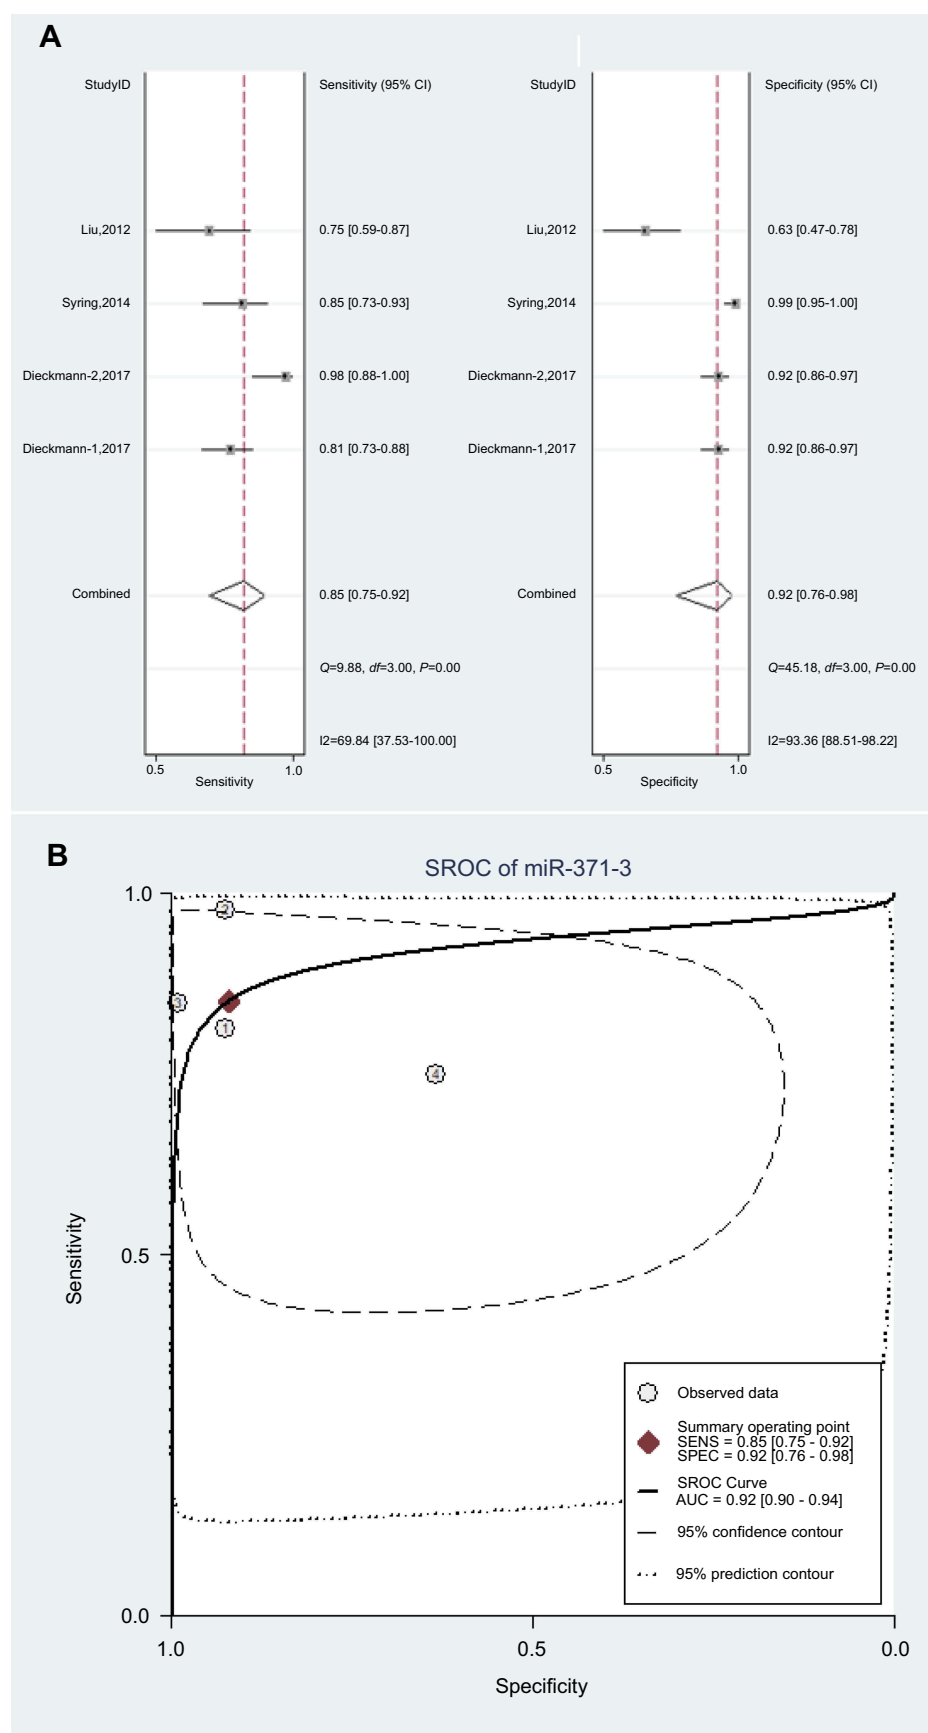 A
StudyID Sensitivity (95% CI) StudyID Specificity (95% CI)
Liu,2012 0.75 [0.59-0.87] Liu,2012 0.63 [0.47-0.78]
Syring,2014 0.85 [0.73-0.93] Syring,2014 0.99 [0.95-1.00]
Dieckmann-2,2017 0.98 [0.88-1.00] Dieckmann-2,2017 0.92 [0.86-0.97]
Dieckmann-1,2017 0.81 [0.73-0.88] Dieckmann-1,2017 0.92 [0.86-0.97]
Combined 0.85 [0.75-0.92] Combined 0.92 [0.76-0.98]
Q=9.88, df=3.00, P=0.00 Q=45.18, df=3.00, P=0.00
I2=69.84 [37.53-100.00] I2=93.36 [88.51-98.22]
0.5 1.0 0.5 1.0
Sensitivity Specificity
B
SROC of miR-371-3
1.0
2
3
1
4
0.5
Sensitivity
Observed data
Summary operating point
SENS = 0.85 [0.75 - 0.92]
SPEC = 0.92 [0.76 - 0.98]
SROC Curve
AUC = 0.92 [0.90 - 0.94]
95% confidence contour
95% prediction contour
0.0
1.0 0.5 0.0
Specificity